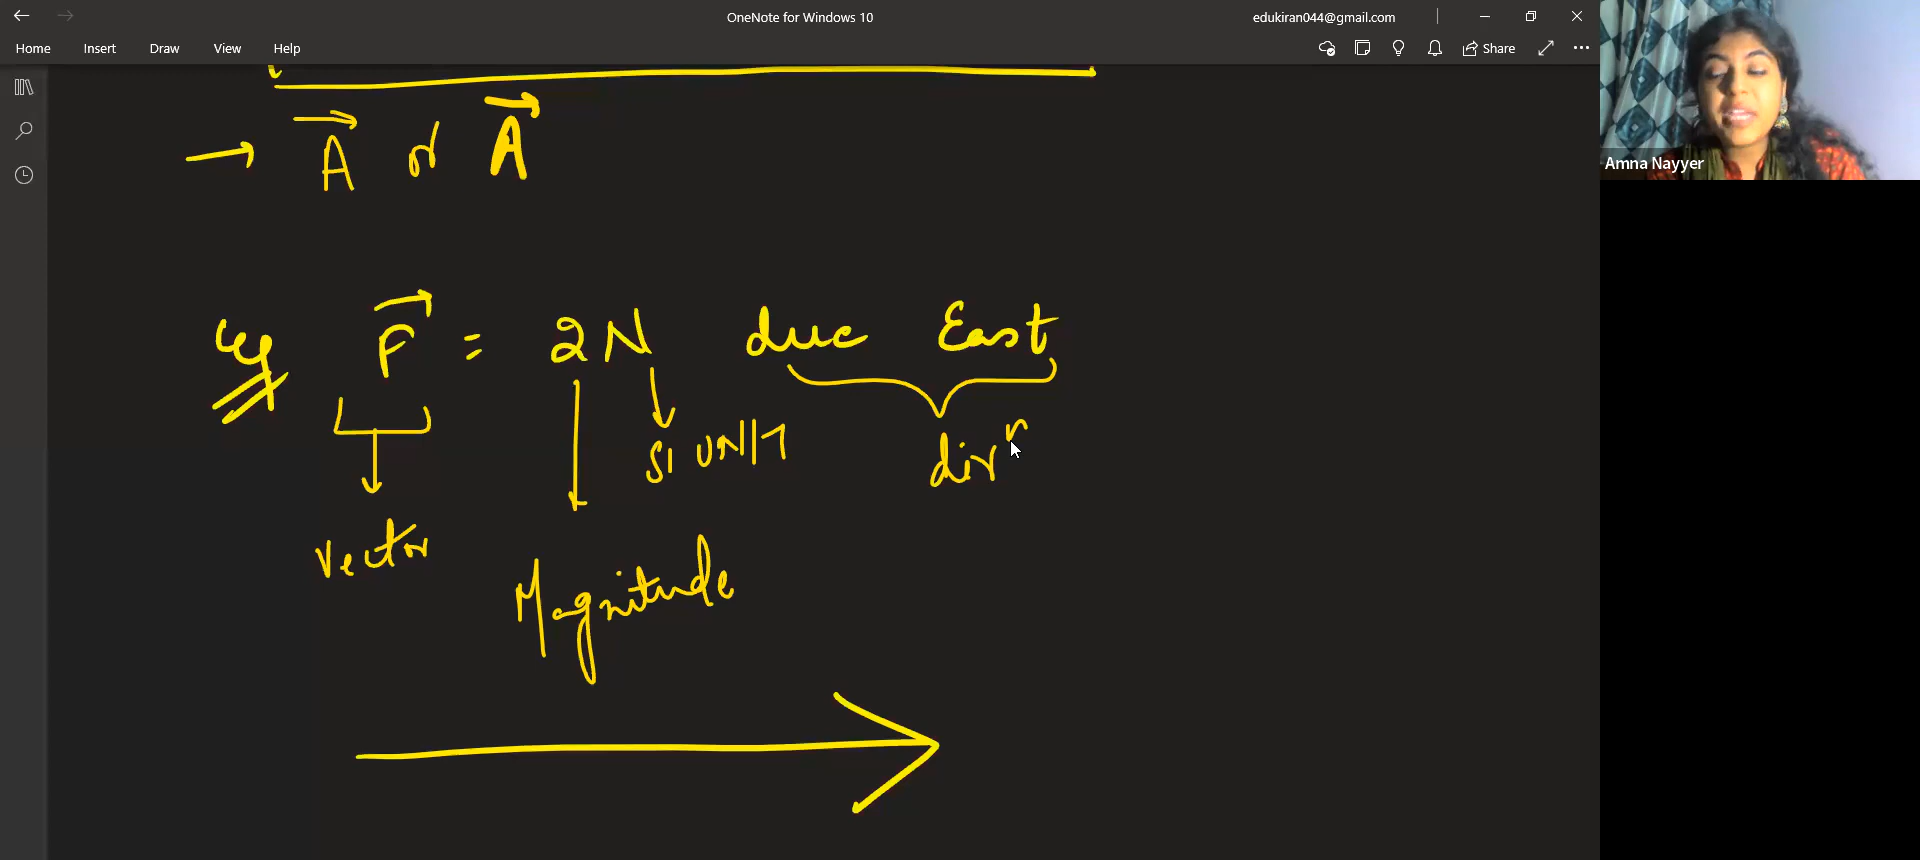 OneNote for Windows 10
edukiran044@gmail.com
Home Insert Draw View Help
Share
Amna Nayyer
→ A⃗ or A⃗
eg F⃗ = 2N due East
SI UNIT
dirⁿ
vector
Magnitude